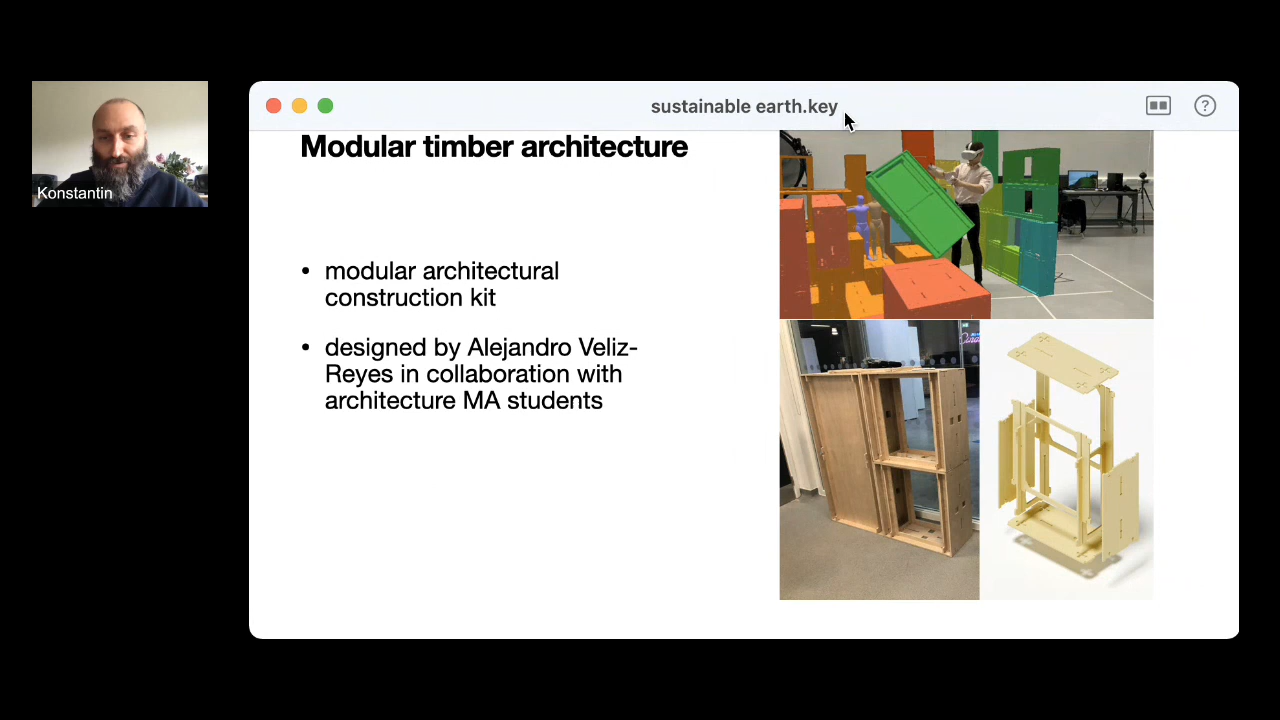 sustainable earth.key
Konstantin
Modular timber architecture
• modular architectural
construction kit
• designed by Alejandro Veliz-
Reyes in collaboration with
architecture MA students